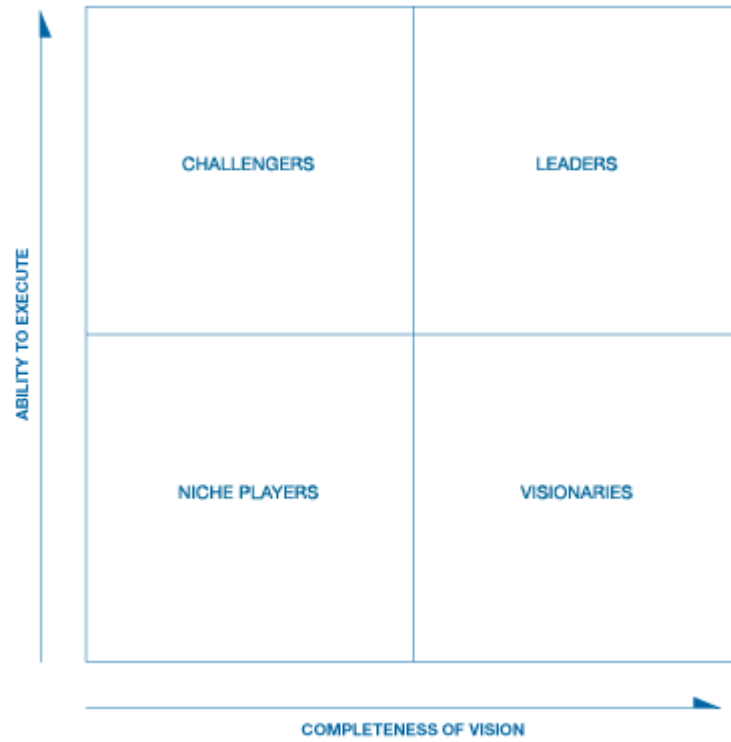 CHALLENGERS
LEADERS
ABILITY TO EXECUTE
NICHE PLAYERS
VISIONARIES
COMPLETENESS OF VISION